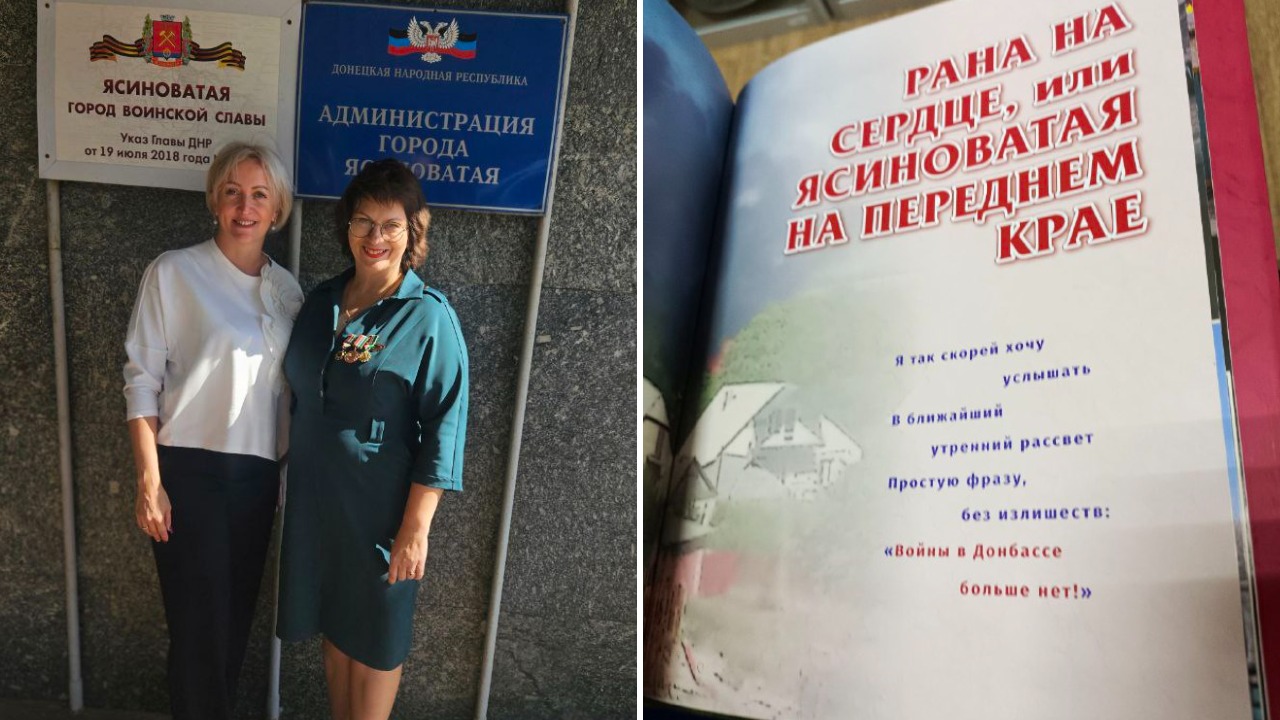 ЯСИНОВАТАЯ
ГОРОД ВОИНСКОЙ СЛАВЫ
Указ Главы ДНР
от 19 июля 2018 года
ДОНЕЦКАЯ НАРОДНАЯ РЕСПУБЛИКА
АДМИНИСТРАЦИЯ
ГОРОДА
ЯСИНОВАТАЯ
РАНА НА
СЕРДЦЕ, ИЛИ
ЯСИНОВАТАЯ
НА ПЕРЕДНЕМ
КРАЕ
Я так скорей хочу
услышать
В ближайший
утренний рассвет
Простую фразу,
без излишеств:
«Войны в Донбассе
больше нет!»